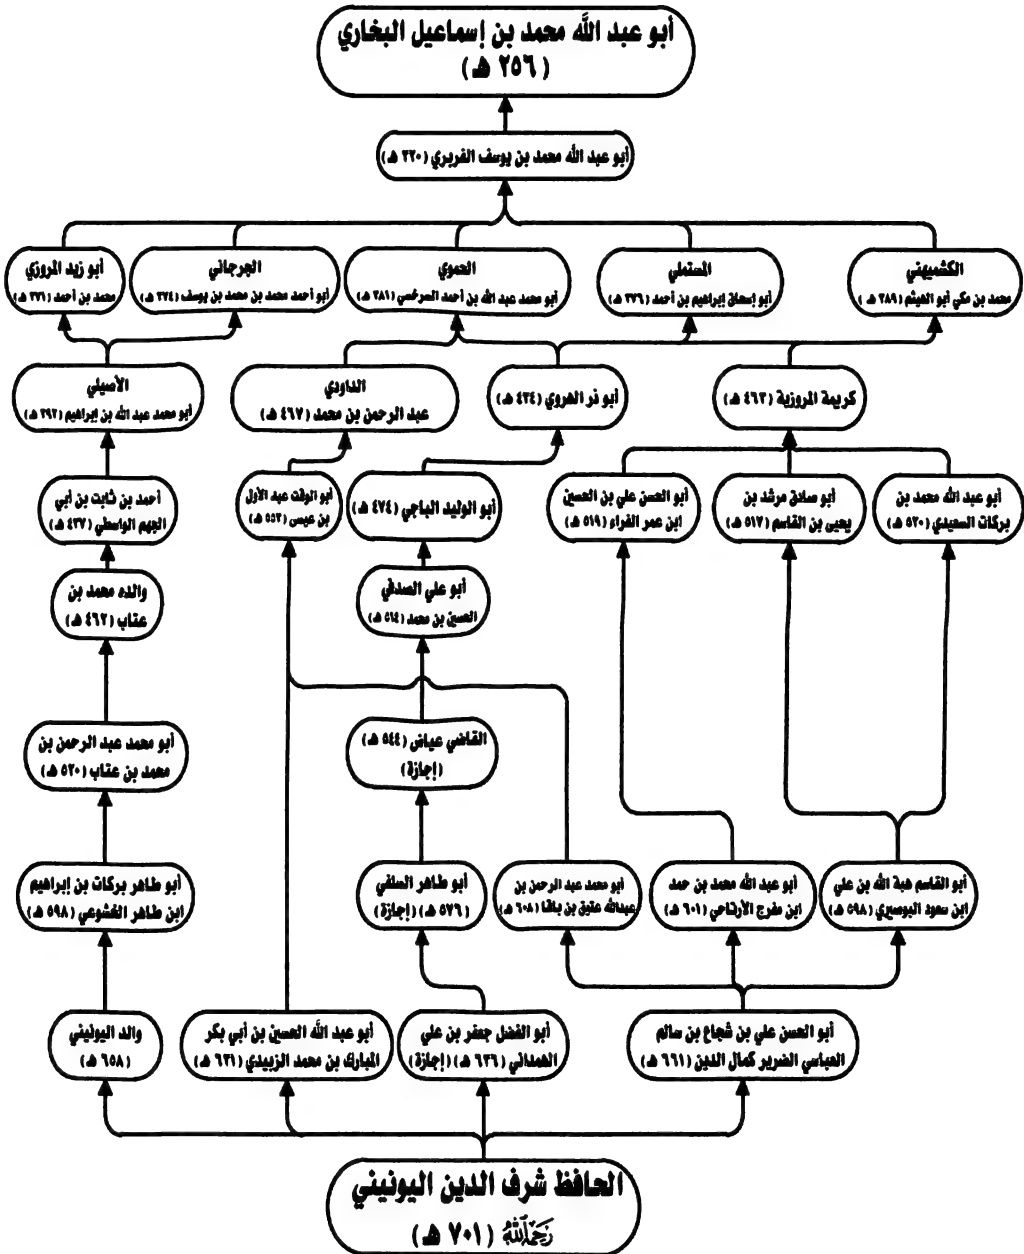 أبو عبد الله محمد بن إسماعيل البخاري
(٢٥٦ هـ)
أبو عبد الله محمد بن يوسف الفربري (٣٢٠ هـ)
الكشميهني
محمد بن مكي أبو الهيثم (٣٨٩ هـ)
المستملي
أبو إسحاق إبراهيم بن أحمد (٣٧٦ هـ)
الحموي
أبو محمد عبد الله بن أحمد السرخسي (٣٨١ هـ)
الجرجاني
أبو أحمد محمد بن محمد بن يوسف (٣٧٤ هـ)
أبو زيد المروزي
محمد بن أحمد (٣٧١ هـ)
كريمة المروزية (٤٦٣ هـ)
أبو ذر الهروي (٤٣٤ هـ)
الداودي
عبد الرحمن بن محمد (٤٦٧ هـ)
الأصيلي
أبو محمد عبد الله بن إبراهيم (٣٩٢ هـ)
أبو عبد الله محمد بن
بركات السعيدي (٥٢٠ هـ)
أبو صادق مرشد بن
يحيى بن القاسم (٥١٧ هـ)
أبو الحسن علي بن الحسين
ابن عمر الفراء (٥١٩ هـ)
أبو الوليد الباجي (٤٧٤ هـ)
أبو الوقت عبد الأول
بن عيسى (٥٥٣ هـ)
أحمد بن ثابت بن أبي
الجهم الواسطي (٤٣٧ هـ)
أبو علي الصدفي
الحسين بن محمد (٥١٤ هـ)
والده محمد بن
عتاب (٤٦٢ هـ)
القاضي عياض (٥٤٤ هـ)
(إجازة)
أبو محمد عبد الرحمن بن
محمد بن عتاب (٥٢٠ هـ)
أبو القاسم هبة الله بن علي
ابن سعود البوصيري (٥٩٨ هـ)
أبو عبد الله محمد بن حمد
ابن مفرج الأرتاحي (٦٠١ هـ)
أبو محمد عبد الرحمن بن
عبدالله عتيق بن باقا (٦٠٨ هـ)
أبو طاهر السلفي
(٥٧٦ هـ) (إجازة)
أبو طاهر بركات بن إبراهيم
ابن طاهر الخشوعي (٥٩٨ هـ)
أبو الحسن علي بن شجاع بن سالم
العباسي الضرير كمال الدين (٦٦١ هـ)
أبو الفضل جعفر بن علي
الهمداني (٦٣٦ هـ) (إجازة)
أبو عبد الله الحسين بن أبي بكر
المبارك بن محمد الزبيدي (٦٣١ هـ)
والد اليونيني
(٦٥٨ هـ)
الحافظ شرف الدين اليونيني
رَحِمَهُ اللهُ (٧٠١ هـ)